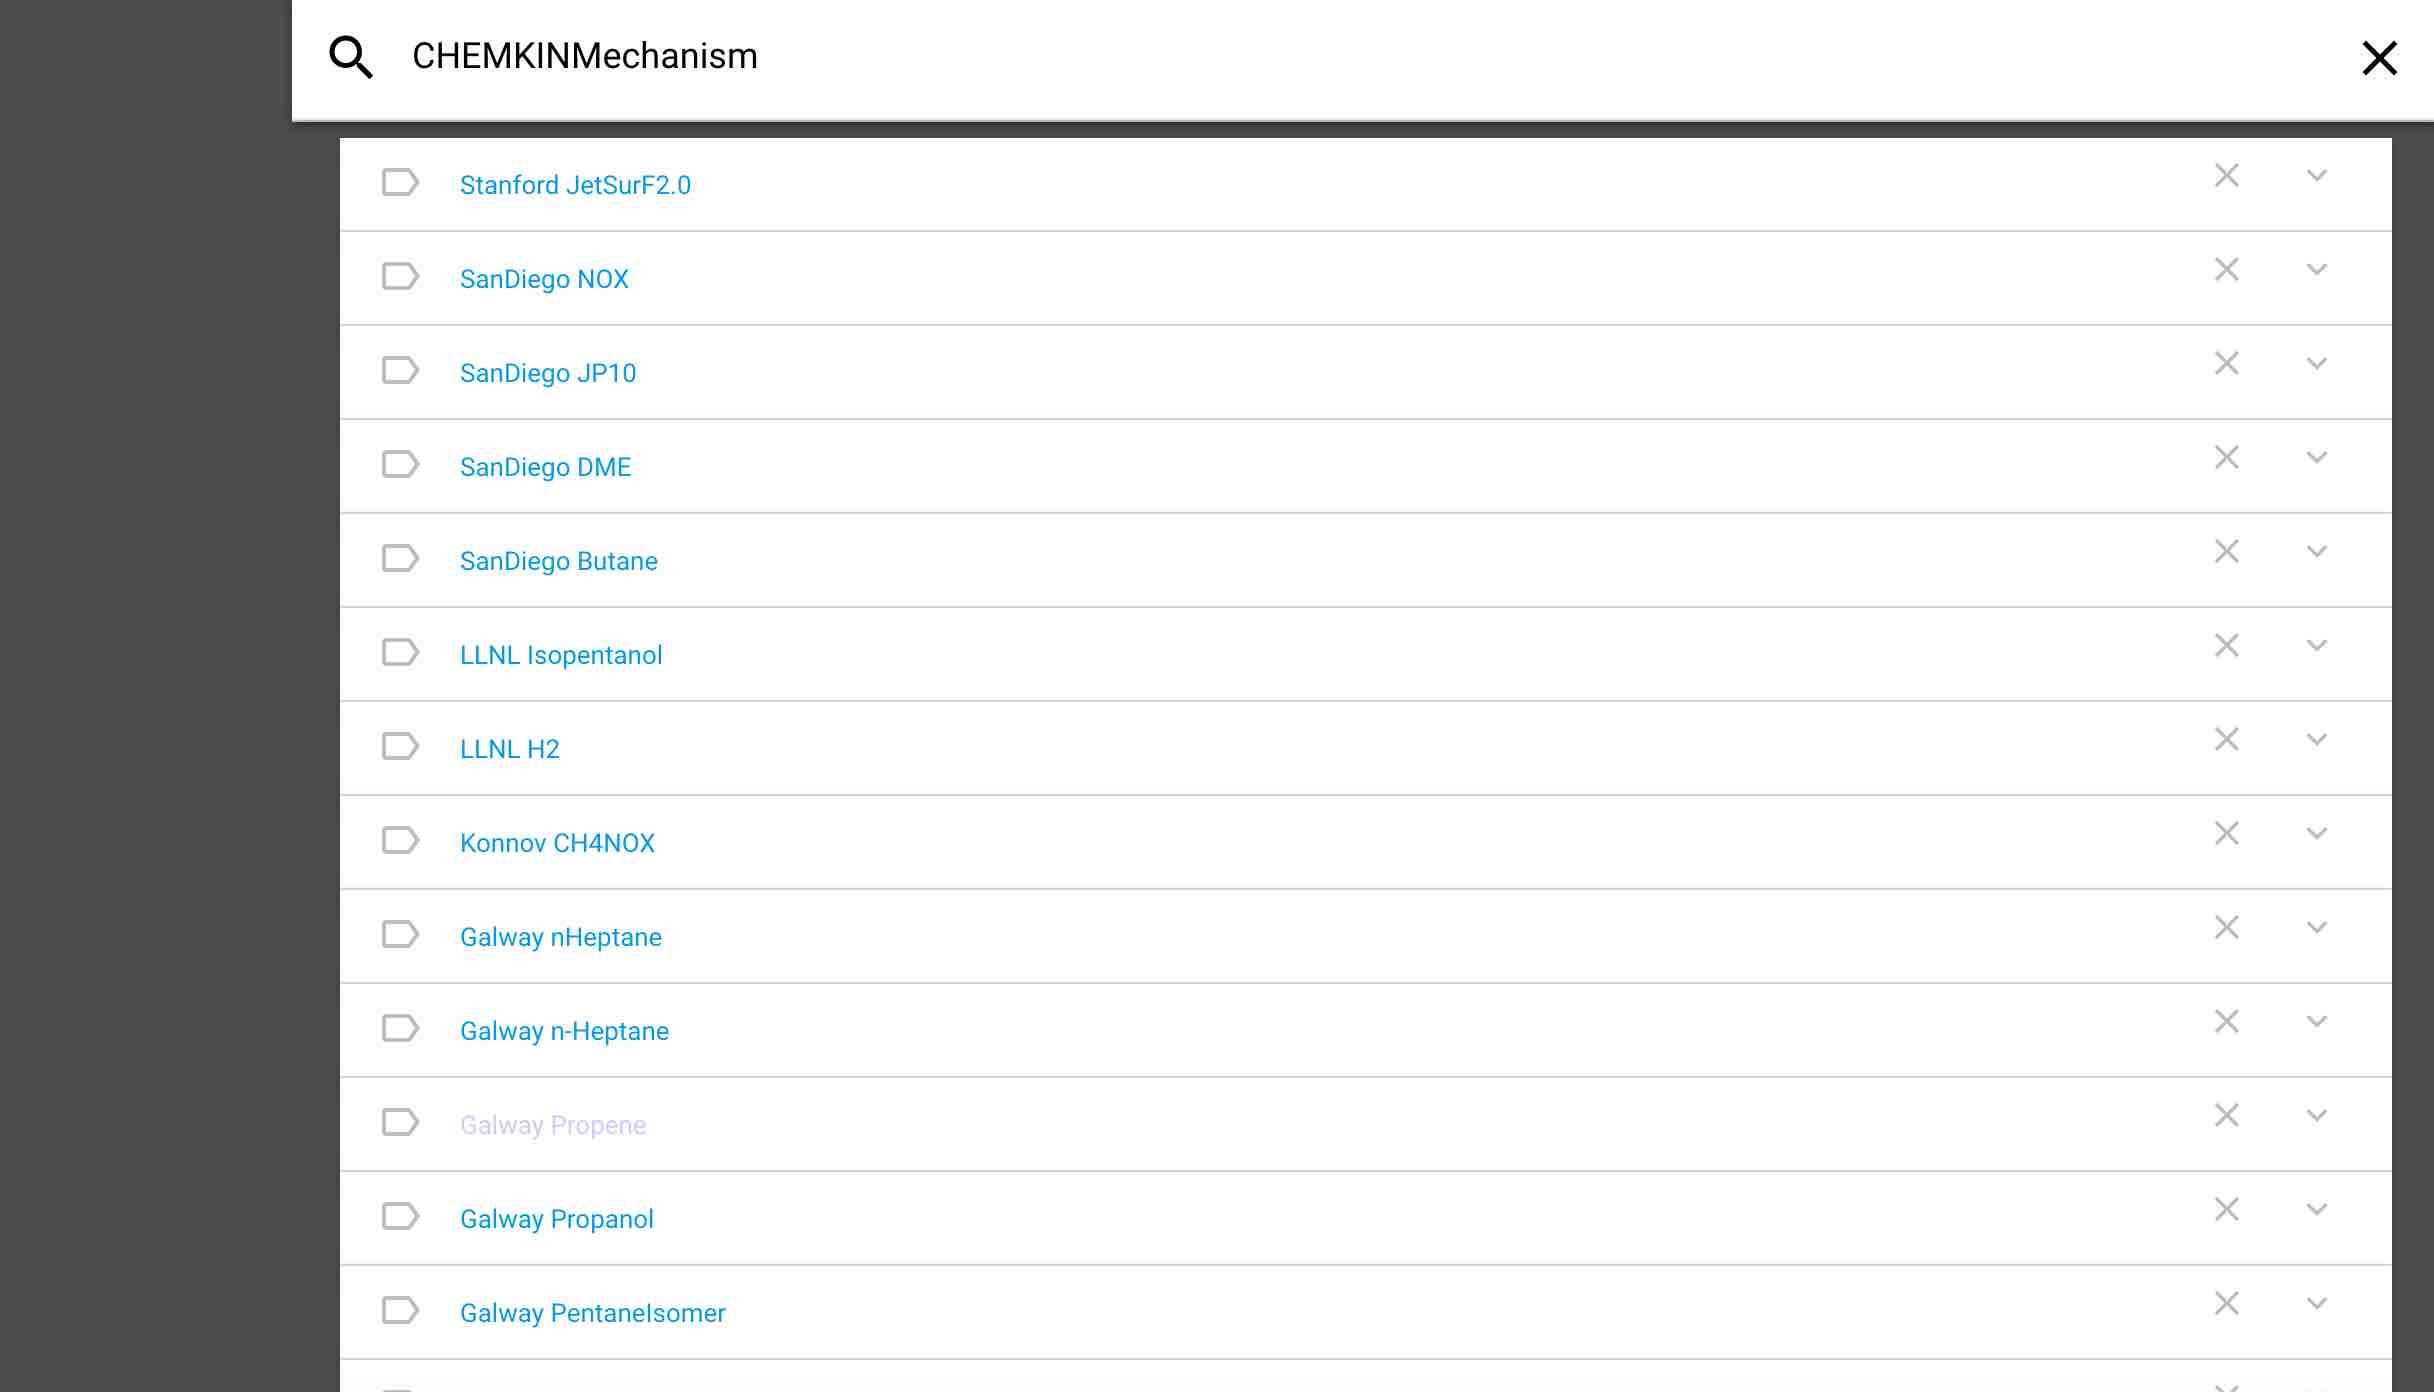 CHEMKINMechanism
Stanford JetSurF2.0
SanDiego NOX
SanDiego JP10
SanDiego DME
SanDiego Butane
LLNL Isopentanol
LLNL H2
Konnov CH4NOX
Galway nHeptane
Galway n-Heptane
Galway Propene
Galway Propanol
Galway PentaneIsomer